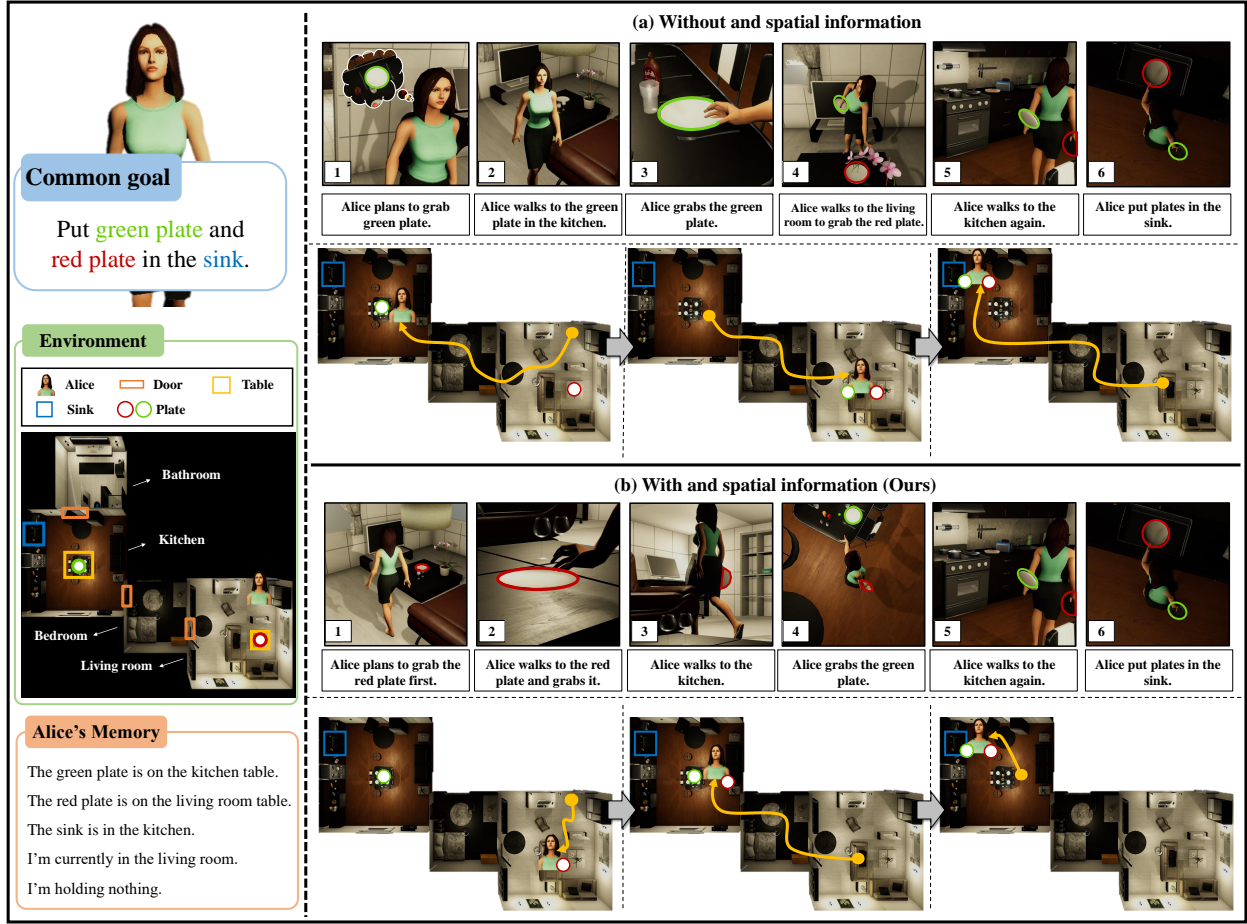 Common goal
Put green plate and
red plate in the sink.
Environment
Alice
Door
Table
Sink
Plate
Bathroom
Kitchen
Bedroom
Living room
Alice's Memory
The green plate is on the kitchen table.
The red plate is on the living room table.
The sink is in the kitchen.
I'm currently in the living room.
I'm holding nothing.
(a) Without and spatial information
1
2
3
4
5
6
Alice plans to grab
green plate.
Alice walks to the green
plate in the kitchen.
Alice grabs the green
plate.
Alice walks to the living
room to grab the red plate.
Alice walks to the
kitchen again.
Alice put plates in the
sink.
(b) With and spatial information (Ours)
1
2
3
4
5
6
Alice plans to grab the
red plate first.
Alice walks to the red
plate and grabs it.
Alice walks to the
kitchen.
Alice grabs the green
plate.
Alice walks to the
kitchen again.
Alice put plates in the
sink.